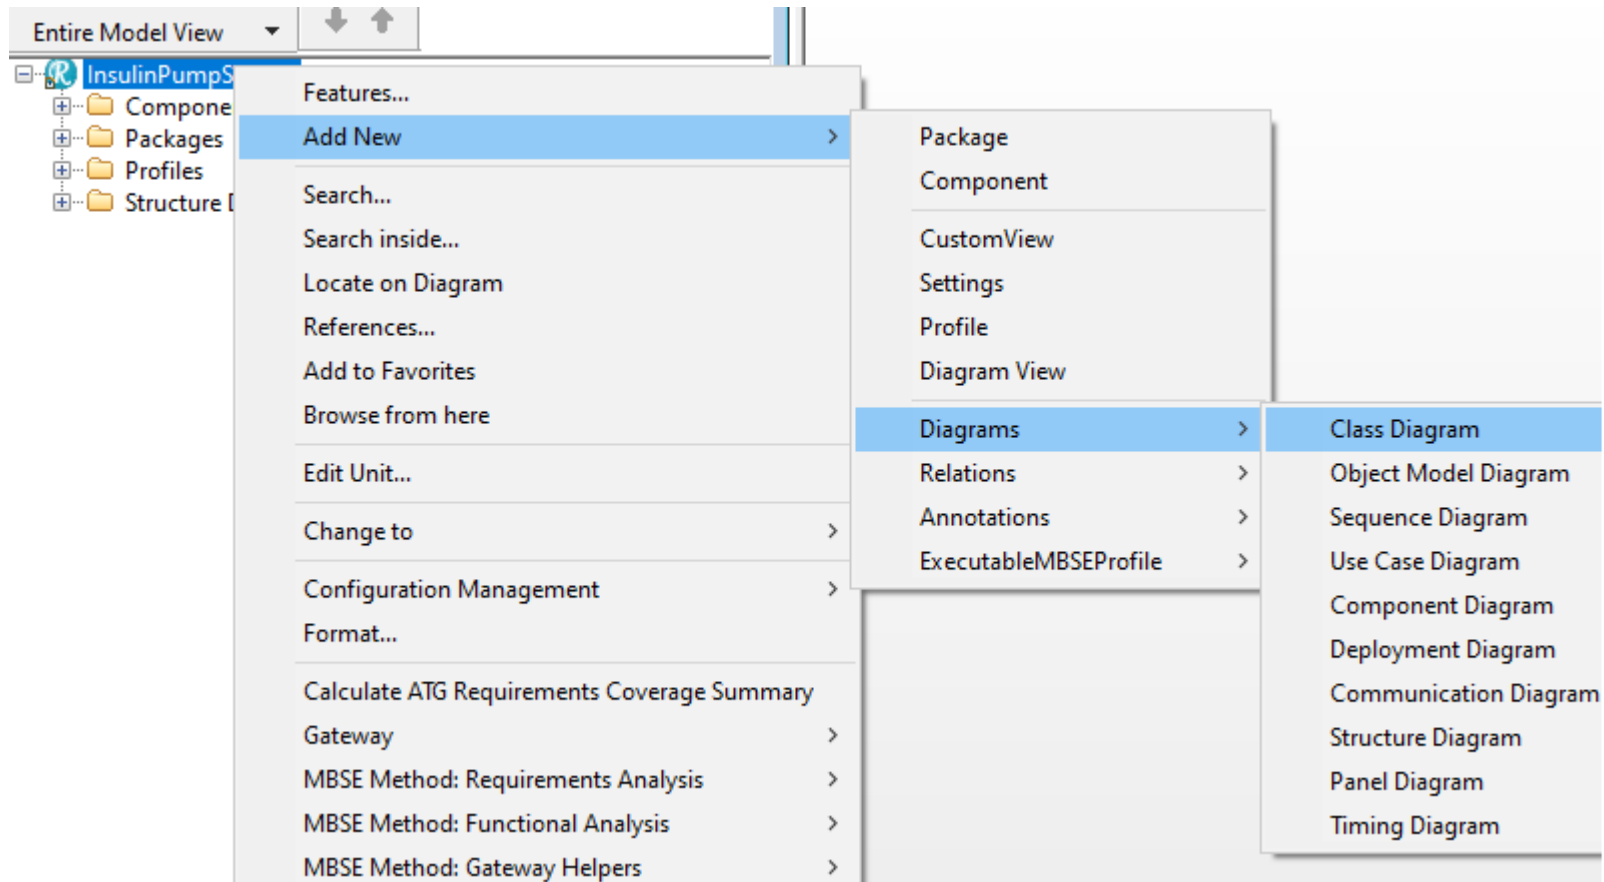 Entire Model View
InsulinPumpS
Compone
Packages
Profiles
Structure D
Features...
Add New
Search...
Search inside...
Locate on Diagram
References...
Add to Favorites
Browse from here
Edit Unit...
Change to
Configuration Management
Format...
Calculate ATG Requirements Coverage Summary
Gateway
MBSE Method: Requirements Analysis
MBSE Method: Functional Analysis
MBSE Method: Gateway Helpers
Package
Component
CustomView
Settings
Profile
Diagram View
Diagrams
Relations
Annotations
ExecutableMBSEProfile
Class Diagram
Object Model Diagram
Sequence Diagram
Use Case Diagram
Component Diagram
Deployment Diagram
Communication Diagram
Structure Diagram
Panel Diagram
Timing Diagram